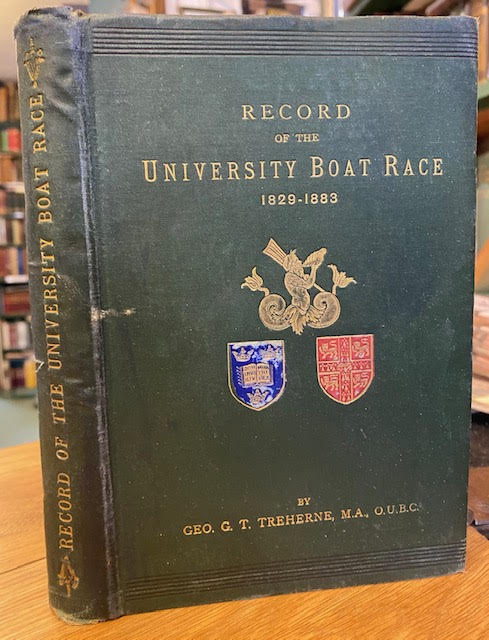 RECORD OF THE UNIVERSITY BOAT RACE
RECORD
OF THE
UNIVERSITY BOAT RACE
1829-1883
BY
GEO. G. T. TREHERNE, M.A., O.U.B.C.